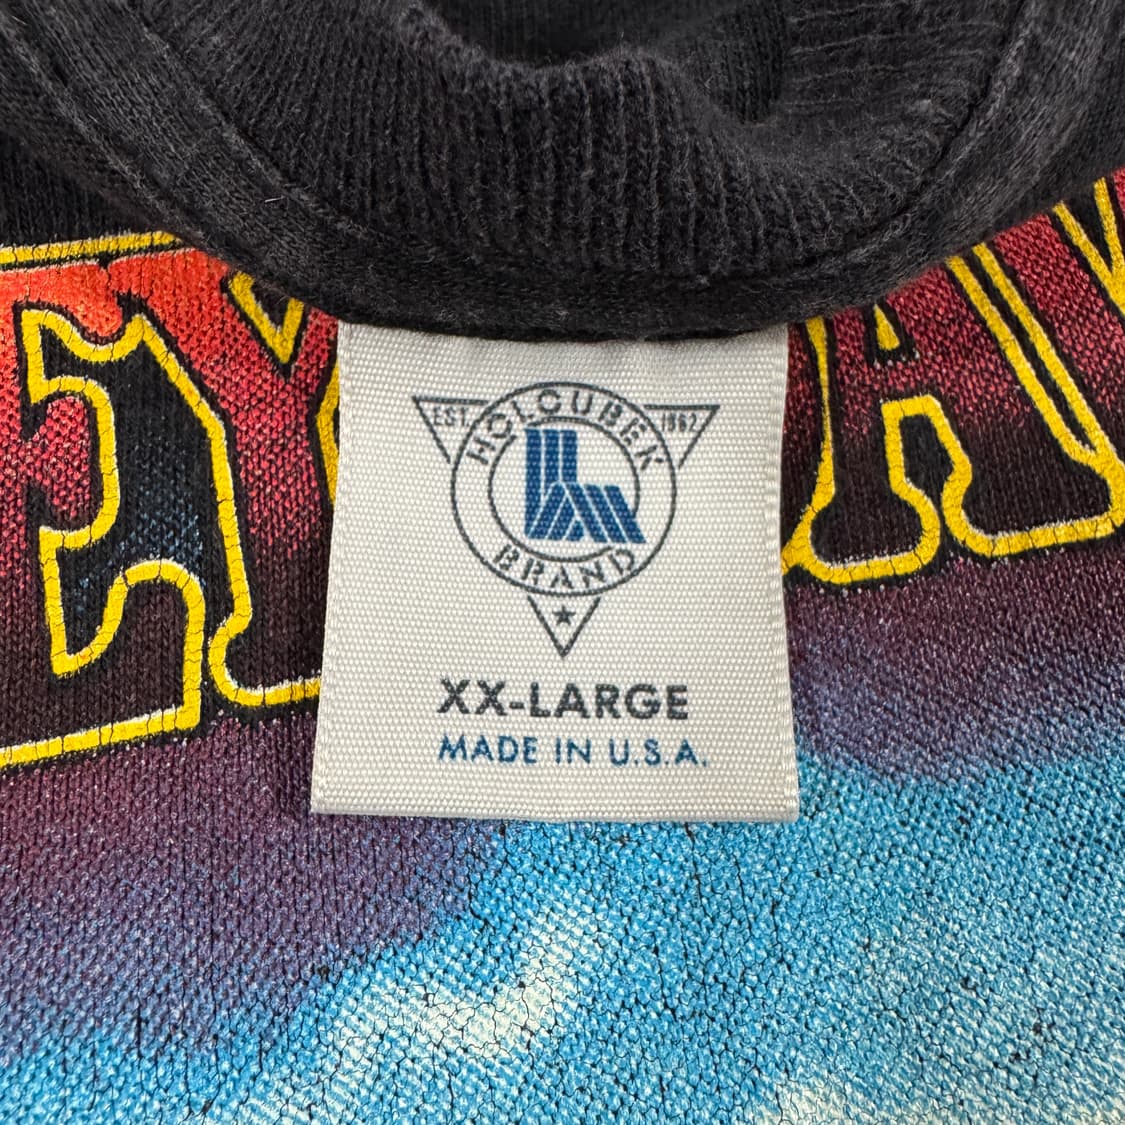 EST. 1962
HOLOUBEK
BRAND
XX-LARGE
MADE IN U.S.A.